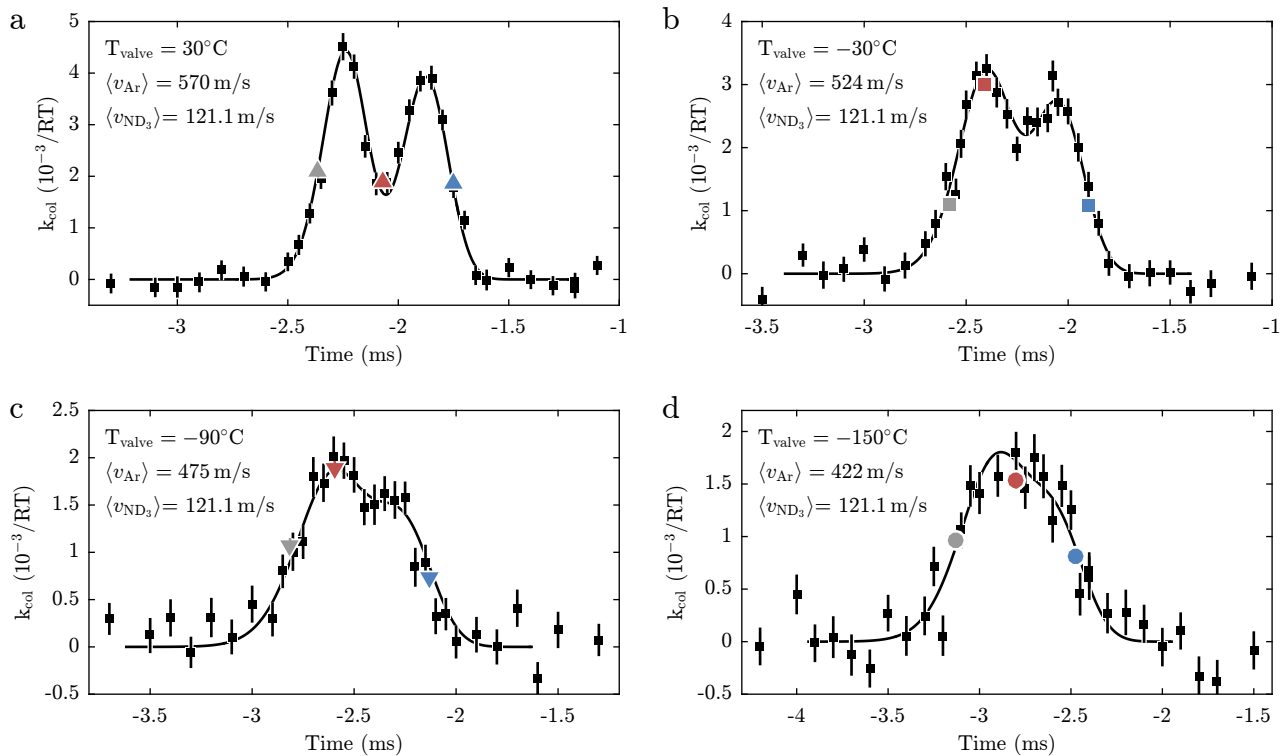 a
T_valve = 30°C
⟨v_Ar⟩ = 570 m/s
⟨v_ND₃⟩= 121.1 m/s
k_col (10⁻³/RT)
5
4
3
2
1
0
-3
-2.5
-2
-1.5
-1
Time (ms)
b
T_valve = −30°C
⟨v_Ar⟩ = 524 m/s
⟨v_ND₃⟩= 121.1 m/s
k_col (10⁻³/RT)
4
3
2
1
0
-3.5
-3
-2.5
-2
-1.5
-1
Time (ms)
c
T_valve = −90°C
⟨v_Ar⟩ = 475 m/s
⟨v_ND₃⟩= 121.1 m/s
k_col (10⁻³/RT)
2.5
2
1.5
1
0.5
0
-0.5
-3.5
-3
-2.5
-2
-1.5
Time (ms)
d
T_valve = −150°C
⟨v_Ar⟩ = 422 m/s
⟨v_ND₃⟩= 121.1 m/s
k_col (10⁻³/RT)
2
1.5
1
0.5
0
-0.5
-4
-3.5
-3
-2.5
-2
-1.5
Time (ms)